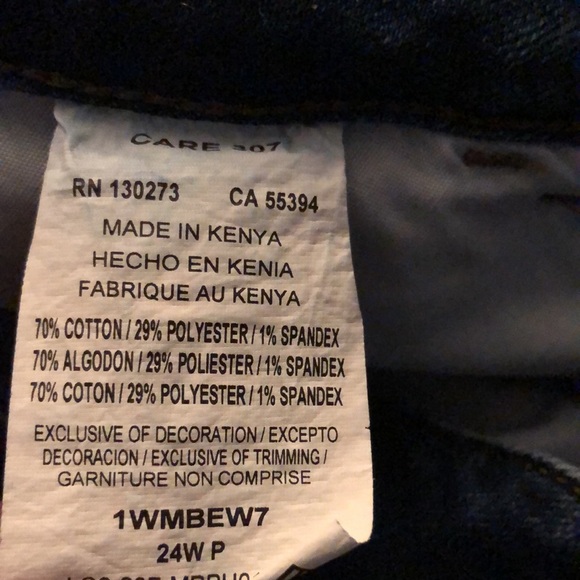 CARE 307
RN 130273 CA 55394
MADE IN KENYA
HECHO EN KENIA
FABRIQUE AU KENYA
70% COTTON / 29% POLYESTER / 1% SPANDEX
70% ALGODON / 29% POLIESTER / 1% SPANDEX
70% COTON / 29% POLYESTER / 1% SPANDEX
EXCLUSIVE OF DECORATION / EXCEPTO
DECORACION / EXCLUSIVE OF TRIMMING /
GARNITURE NON COMPRISE
1WMBEW7
24W P